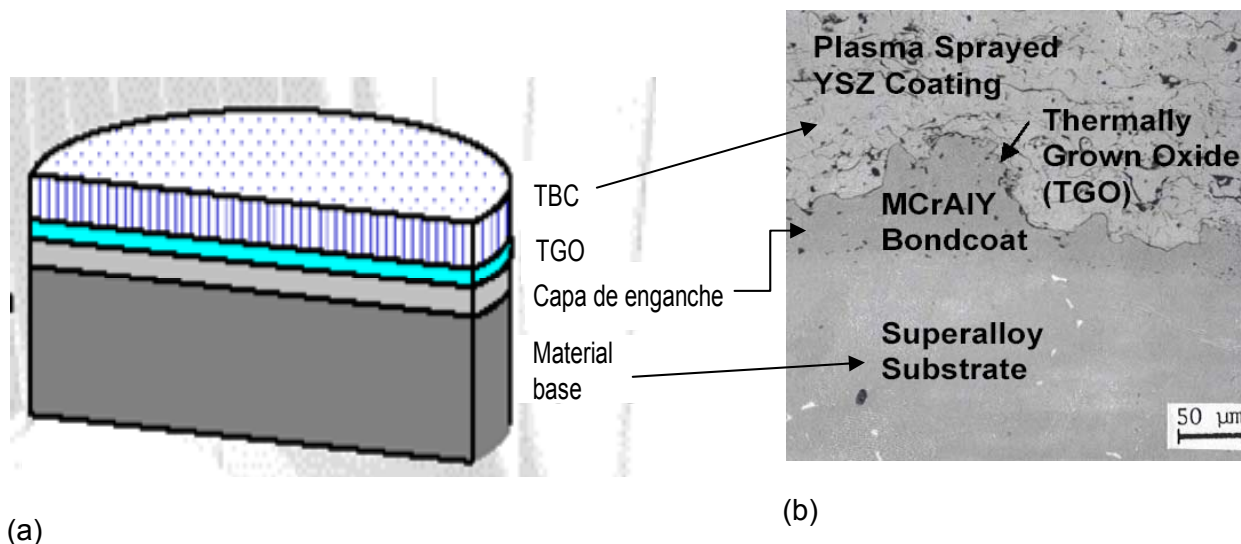 TBC
TGO
Capa de enganche
Material
base
(a)
Plasma Sprayed
YSZ Coating
Thermally
Grown Oxide
(TGO)
MCrAlY
Bondcoat
Superalloy
Substrate
50 μm
(b)